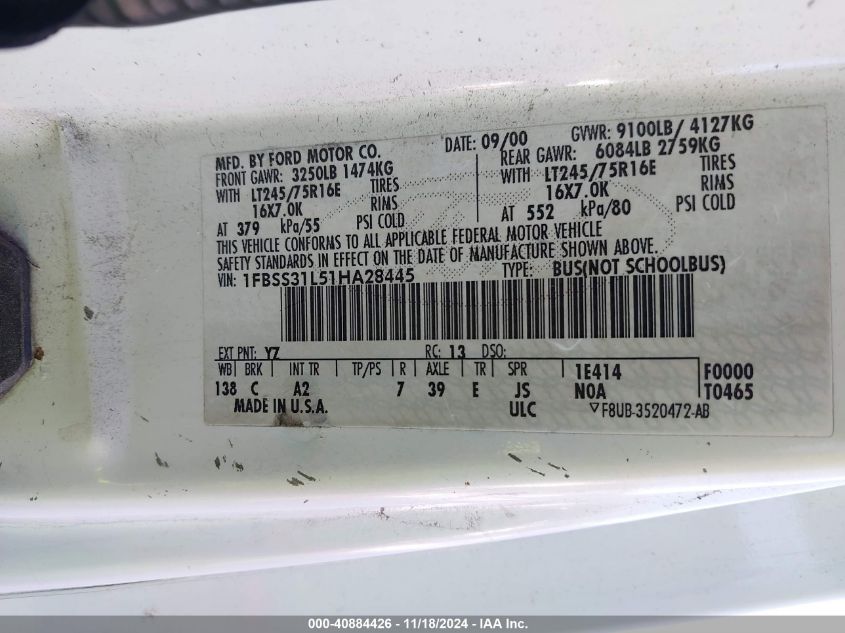 MFD. BY FORD MOTOR CO. DATE: 09/00 GVWR: 9100LB/ 4127KG
FRONT GAWR: 3250LB 1474KG REAR GAWR: 6084LB 2759KG
WITH LT245/75R16E TIRES WITH LT245/75R16E TIRES
16X7.0K RIMS 16X7.0K RIMS
AT 379 kPa/55 PSI COLD AT 552 kPa/80 PSI COLD
THIS VEHICLE CONFORMS TO ALL APPLICABLE FEDERAL MOTOR VEHICLE
SAFETY STANDARDS IN EFFECT ON THE DATE OF MANUFACTURE SHOWN ABOVE.
VIN: 1FBSS31L51HA28445 TYPE: BUS(NOT SCHOOLBUS)
EXT PNT: YZ RC: 13 DSO:
WB BRK INT TR TP/PS R AXLE TR SPR 1E414 F0000
138 C A2 7 39 E JS NOA T0465
MADE IN U.S.A. ULC F8UB-3520472-AB
000-40884426 - 11/18/2024 - Copyright 2024 IAA, Inc.